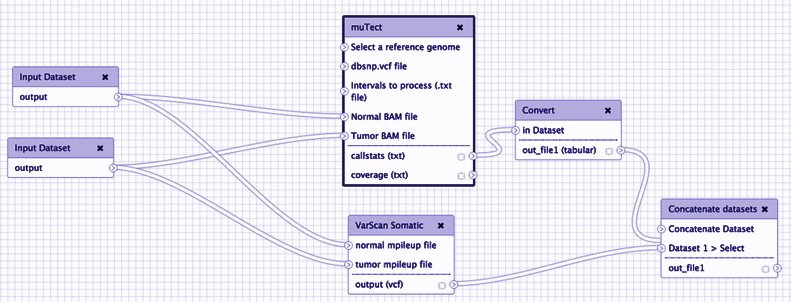 Input Dataset
output
Input Dataset
output
muTect
Select a reference genome
dbsnp.vcf file
Intervals to process (.txt
file)
Normal BAM file
Tumor BAM file
callstats (txt)
coverage (txt)
VarScan Somatic
normal mpileup file
tumor mpileup file
output (vcf)
Convert
in Dataset
out_file1 (tabular)
Concatenate datasets
Concatenate Dataset
Dataset 1 > Select
out_file1